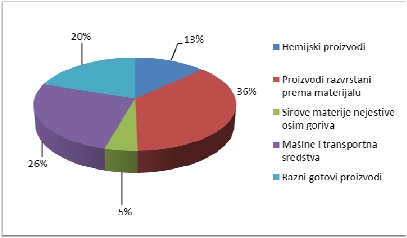 20%
13%
36%
5%
26%
Hemijski proizvodi
Proizvodi razvrstani
prema materijalu
Sirove materije nejestive
osim goriva
Mašine i transportna
sredstva
Razni gotovi proizvodi